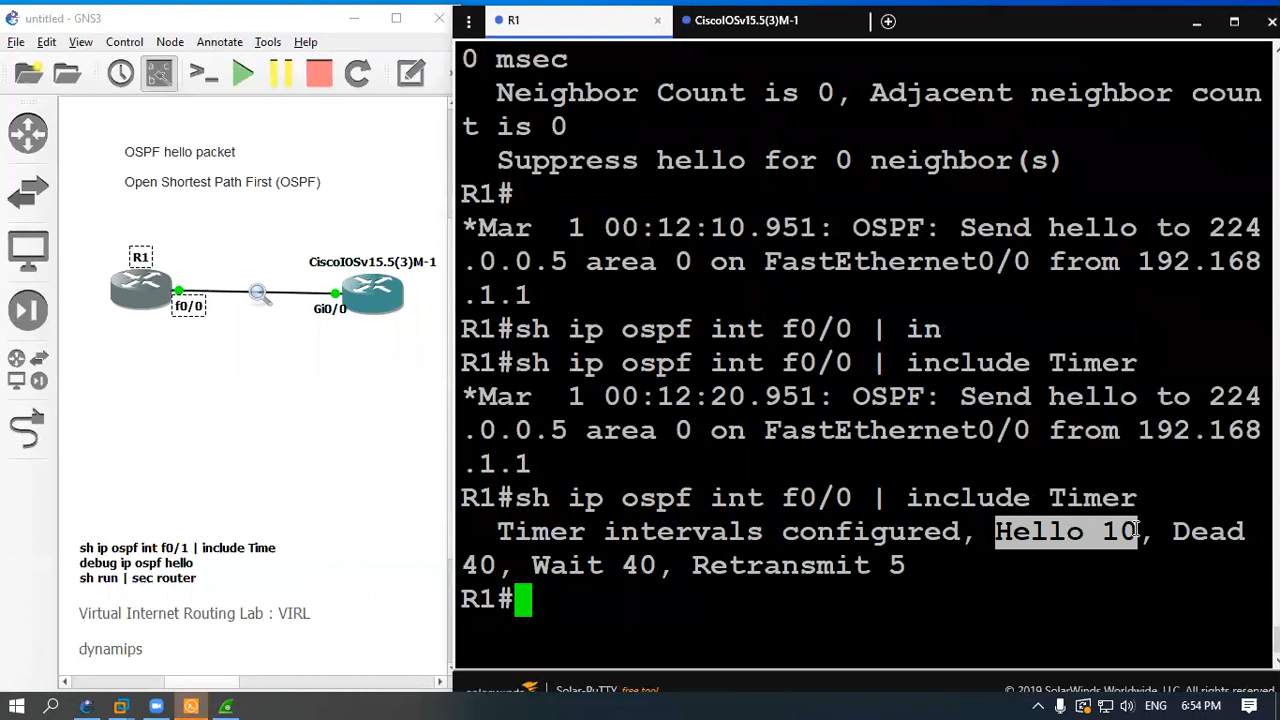 untitled - GNS3
R1
CiscoIOSv15.5(3)M-1
File Edit View Control Node Annotate Tools Help
OSPF hello packet
Open Shortest Path First (OSPF)
R1
CiscoIOSv15.5(3)M-1
f0/0
Gi0/0
sh ip ospf int f0/1 | include Time
debug ip ospf hello
sh run | sec router
Virtual Internet Routing Lab : VIRL
dynamips
0 msec
Neighbor Count is 0, Adjacent neighbor coun
t is 0
Suppress hello for 0 neighbor(s)
R1#
*Mar 1 00:12:10.951: OSPF: Send hello to 224
.0.0.5 area 0 on FastEthernet0/0 from 192.168
.1.1
R1#sh ip ospf int f0/0 | in
R1#sh ip ospf int f0/0 | include Timer
*Mar 1 00:12:20.951: OSPF: Send hello to 224
.0.0.5 area 0 on FastEthernet0/0 from 192.168
.1.1
R1#sh ip ospf int f0/0 | include Timer
Timer intervals configured, Hello 10, Dead
40, Wait 40, Retransmit 5
R1#
solarwinds Solar-PuTTY free tool
© 2019 SolarWinds Worldwide, LLC. All rights
ENG 6:54 PM